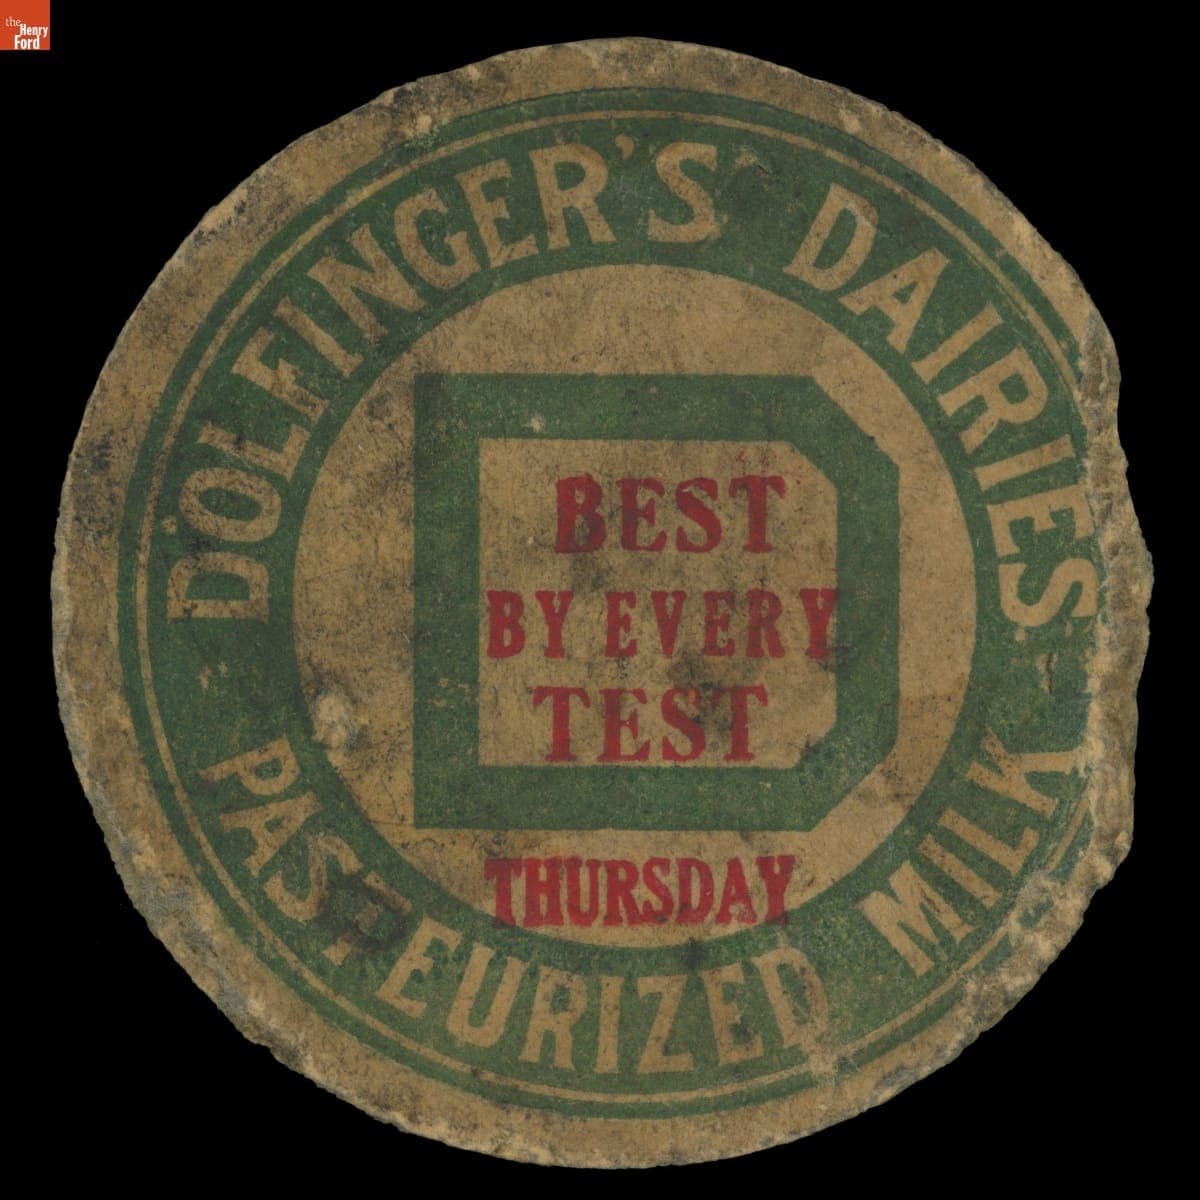 the
Henry
Ford
DOLFINGER'S DAIRIES
BEST
BY EVERY
TEST
THURSDAY
PASTEURIZED MILK